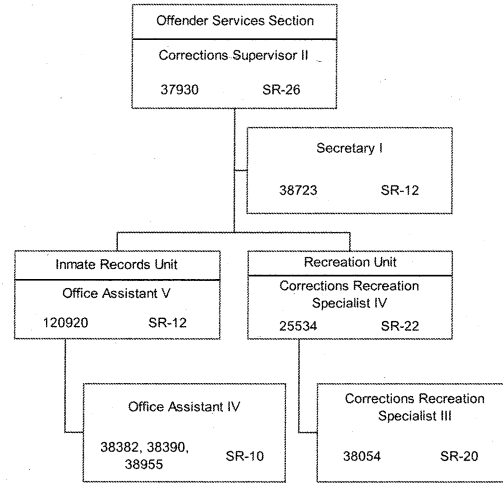 Offender Services Section
Corrections Supervisor II
37930 SR-26
Secretary I
38723 SR-12
Inmate Records Unit
Office Assistant V
120920 SR-12
Recreation Unit
Corrections Recreation
Specialist IV
25534 SR-22
Office Assistant IV
38382, 38390,
38955 SR-10
Corrections Recreation
Specialist III
38054 SR-20